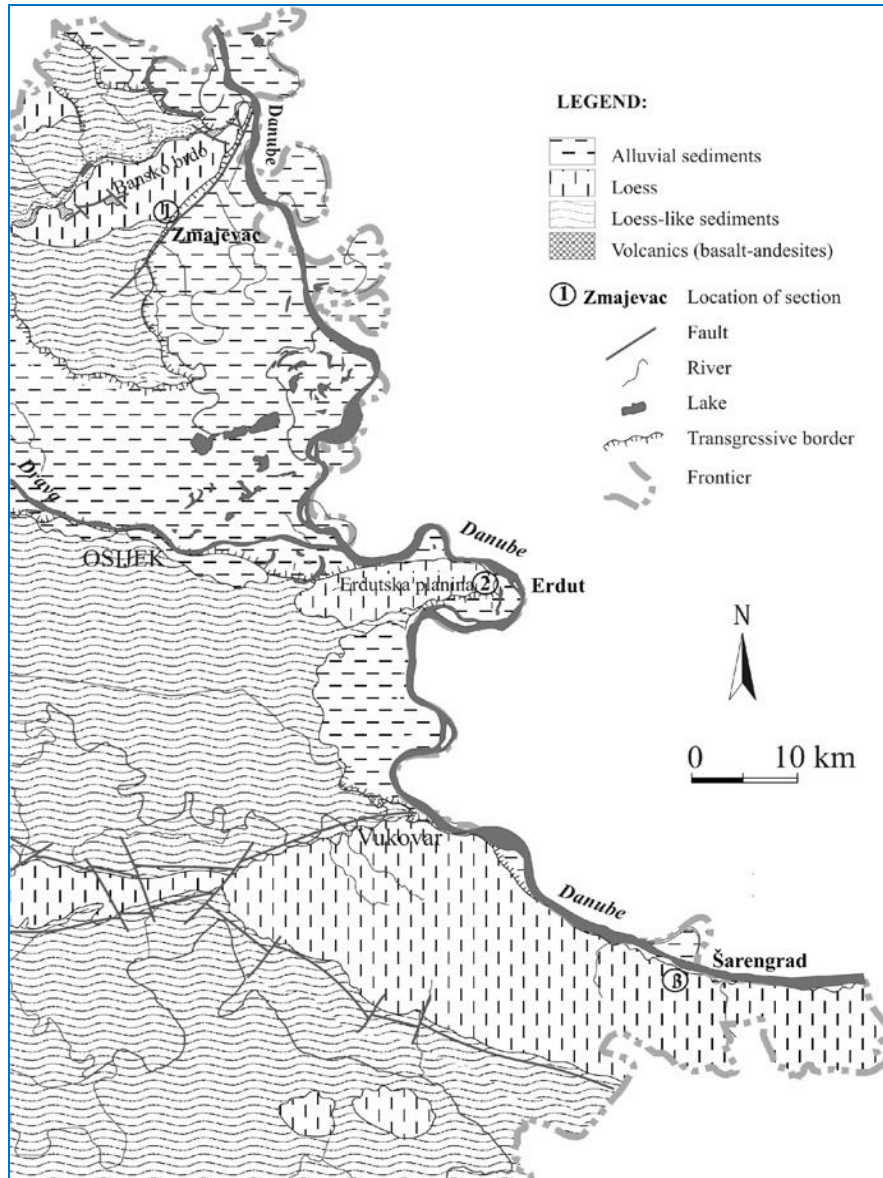 LEGEND:
Alluvial sediments
Loess
Loess-like sediments
Volcanics (basalt-andesites)
1 Zmajevac Location of section
Fault
River
Lake
Transgressive border
Frontier
Danube
Bansko brdo
1
Zmajevac
Drava
OSIJEK
Danube
Erdutska planina 2 Erdut
N
0 10 km
Vukovar
Danube
Šarengrad
3